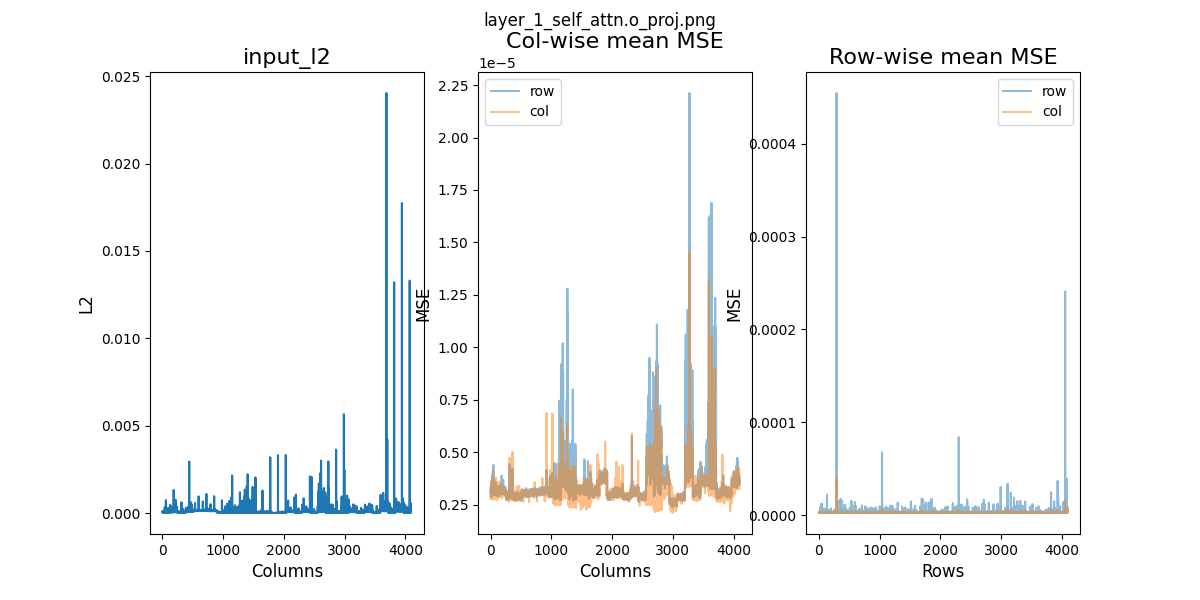 layer_1_self_attn.o_proj.png
input_l2
L2
0.025
0.020
0.015
0.010
0.005
0.000
0
1000
2000
3000
4000
Columns
Col-wise mean MSE
1e−5
MSE
2.25
2.00
1.75
1.50
1.25
1.00
0.75
0.50
0.25
row
col
0
1000
2000
3000
4000
Columns
Row-wise mean MSE
MSE
0.0004
0.0003
0.0002
0.0001
0.0000
row
col
0
1000
2000
3000
4000
Rows